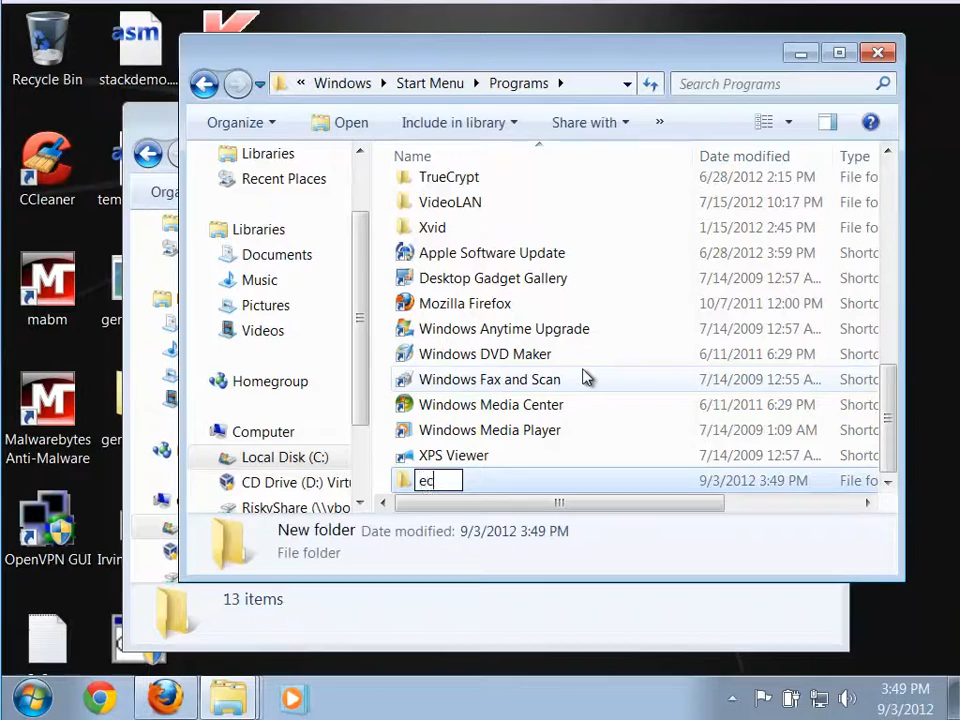 Recycle Bin
asm
stackdemo....
CCleaner
tem
mabm
ger
Malwarebytes
Anti-Malware
ger
OpenVPN GUI
Irvin
« Windows Start Menu Programs
Search Programs
Organize
Open
Include in library
Share with
»
Orga
Libraries
Recent Places
Libraries
Documents
Music
Pictures
Videos
Homegroup
Computer
Local Disk (C:)
CD Drive (D:) Virtu
RiskyShare (\\vbo
Name Date modified Type
TrueCrypt 6/28/2012 2:15 PM File fo
VideoLAN 7/15/2012 10:17 PM File fo
Xvid 1/15/2012 2:45 PM File fo
Apple Software Update 6/28/2012 3:59 PM Shortc
Desktop Gadget Gallery 7/14/2009 12:57 A... Shortc
Mozilla Firefox 10/7/2011 12:00 PM Shortc
Windows Anytime Upgrade 7/14/2009 12:57 A... Shortc
Windows DVD Maker 6/11/2011 6:29 PM Shortc
Windows Fax and Scan 7/14/2009 12:55 A... Shortc
Windows Media Center 6/11/2011 6:29 PM Shortc
Windows Media Player 7/14/2009 1:09 AM Shortc
XPS Viewer 7/14/2009 12:57 A... Shortc
ec 9/3/2012 3:49 PM File fo
New folder Date modified: 9/3/2012 3:49 PM
File folder
13 items
3:49 PM
9/3/2012